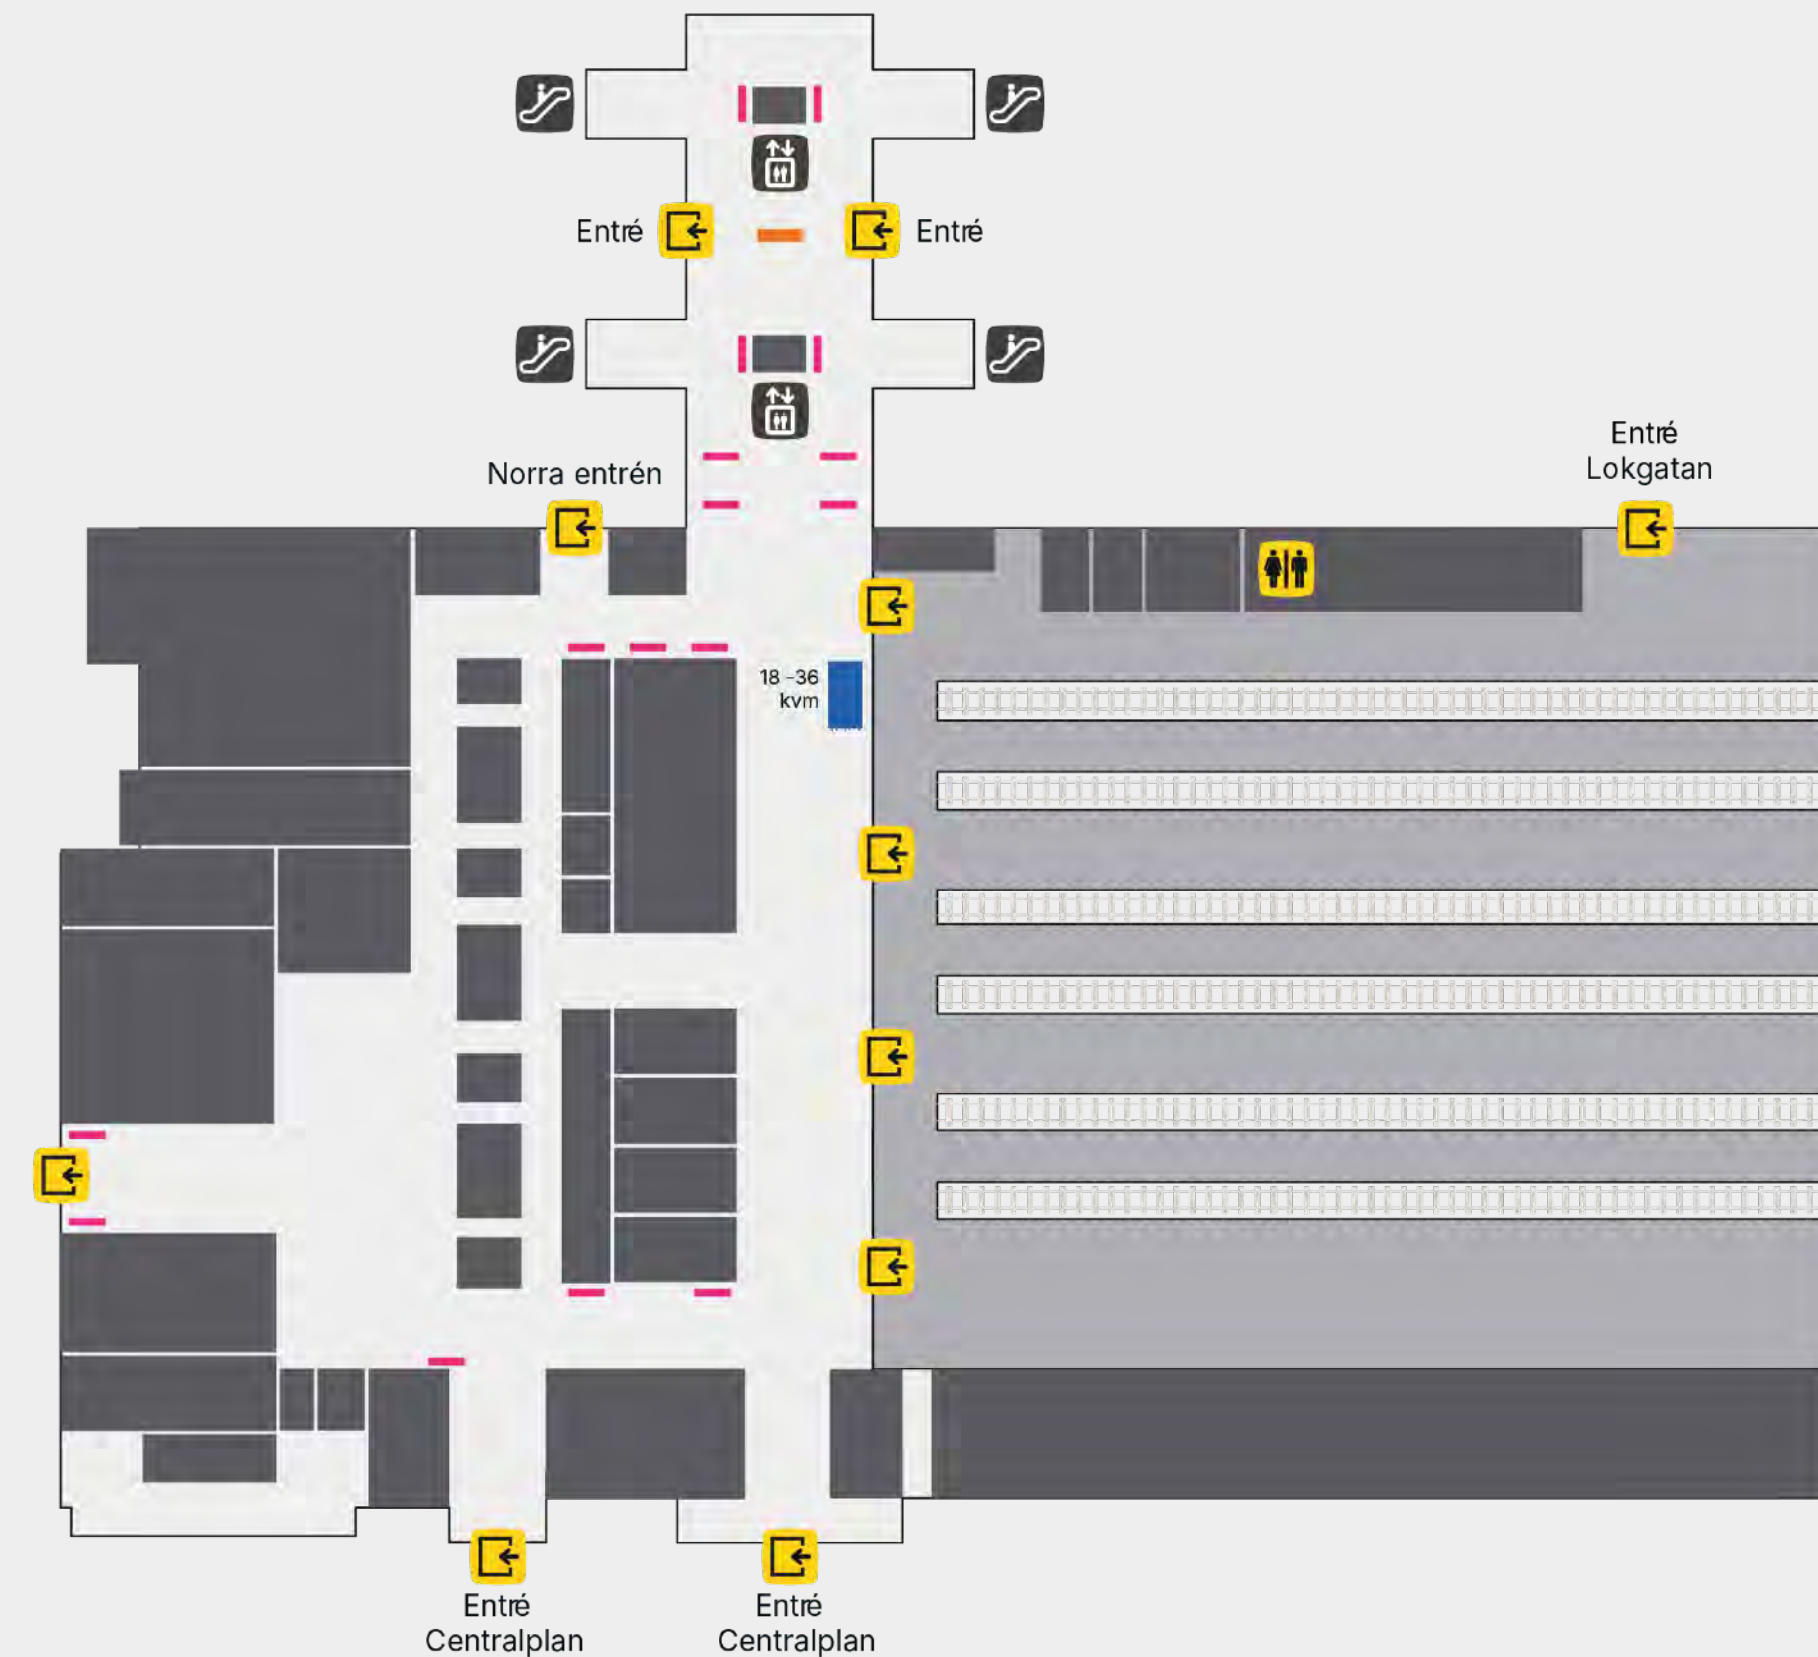 Entré
Entré
Entré
Lokgatan
Norra entrén
18 –36
kvm
Entré
Centralplan
Entré
Centralplan